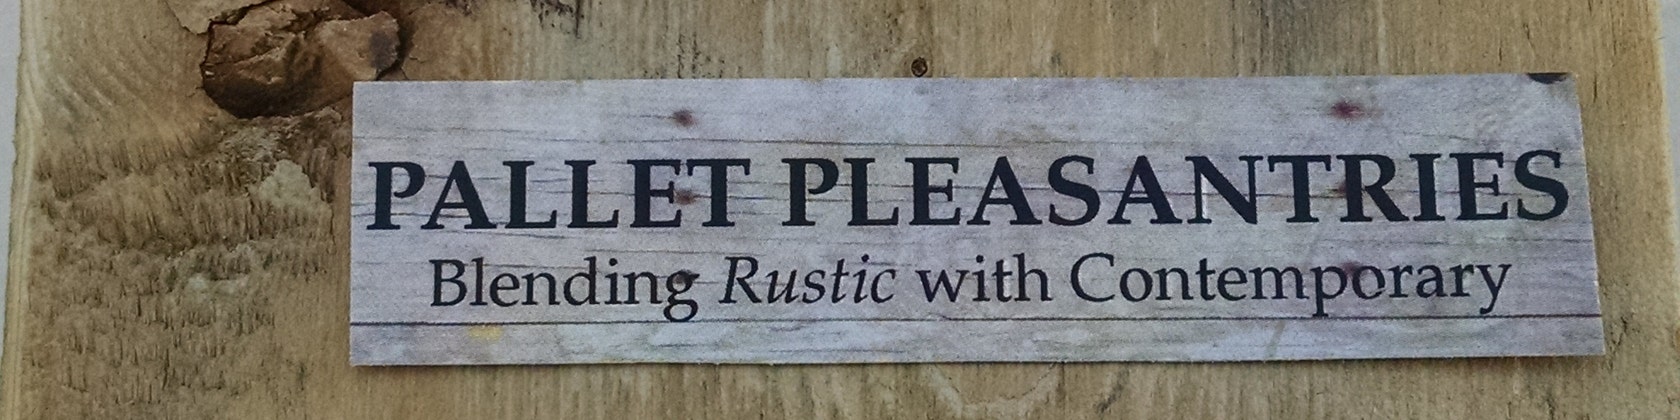 PALLET PLEASANTRIES
Blending Rustic with Contemporary